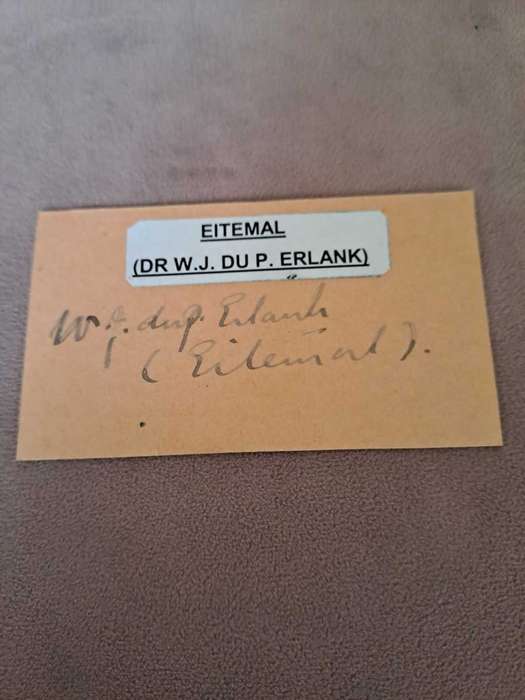 EITEMAL
(DR W.J. DU P. ERLANK)
W. J. du P. Erlank
(Eitemal).